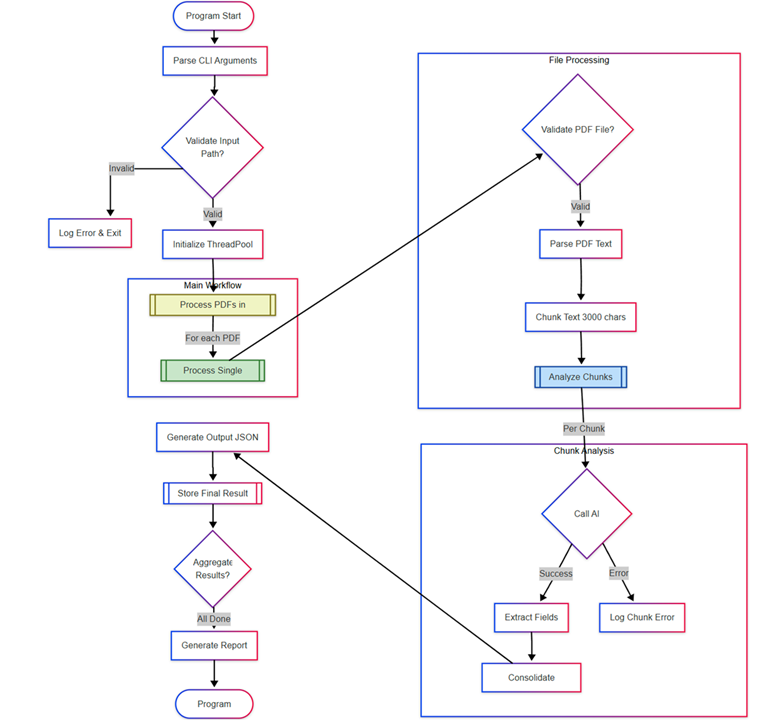 Program Start
Parse CLI Arguments
Validate Input
Path?
Invalid
Valid
Log Error & Exit
Initialize ThreadPool
Main Workflow
Process PDFs in
For each PDF
Process Single
File Processing
Validate PDF File?
Valid
Parse PDF Text
Chunk Text 3000 chars
Analyze Chunks
Per Chunk
Chunk Analysis
Call AI
Success
Error
Extract Fields
Log Chunk Error
Consolidate
Generate Output JSON
Store Final Result
Aggregate
Results?
All Done
Generate Report
Program